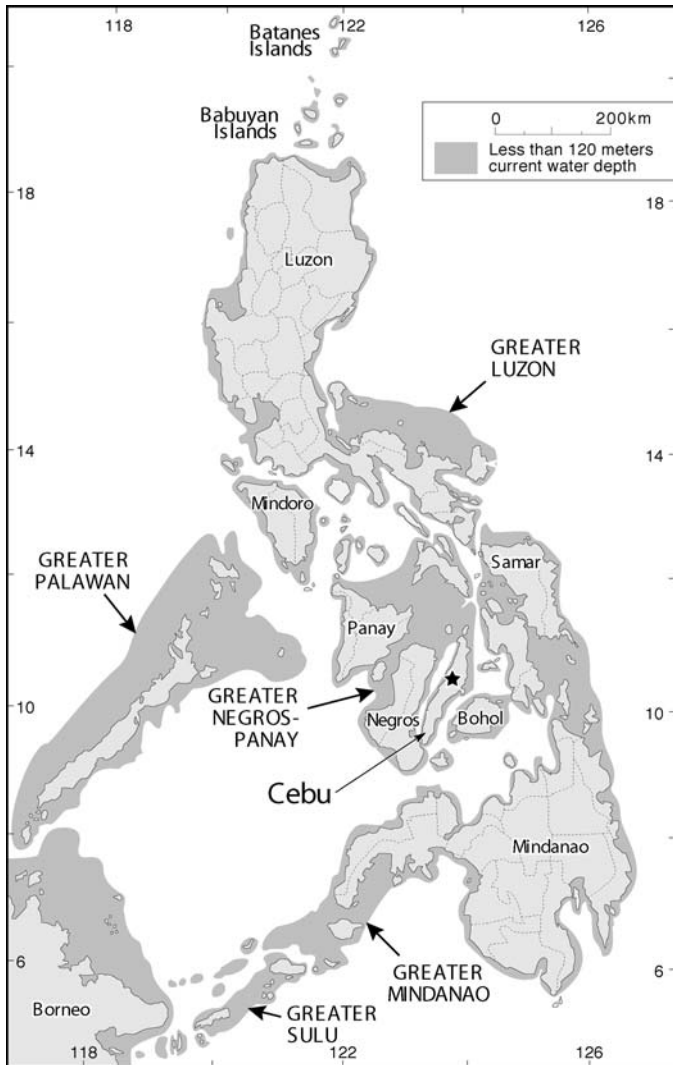 118
122
126
Batanes
Islands
Babuyan
Islands
0 200km
Less than 120 meters
current water depth
18
18
Luzon
GREATER
LUZON
14
14
Mindoro
GREATER
PALAWAN
Samar
Panay
10
10
GREATER
NEGROS-
PANAY
Negros
Bohol
Cebu
Mindanao
6
6
GREATER
MINDANAO
Borneo
GREATER
SULU
118
122
126